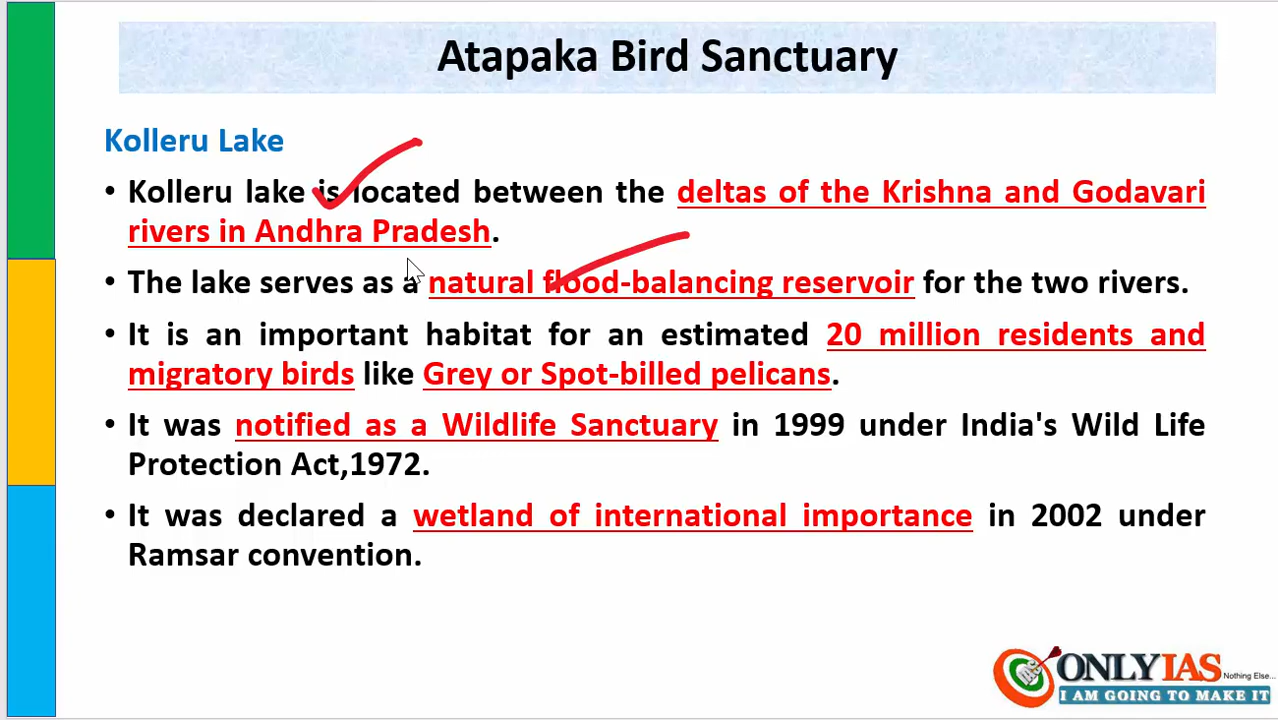 Atapaka Bird Sanctuary
Kolleru Lake
• Kolleru lake is located between the deltas of the Krishna and Godavari
rivers in Andhra Pradesh.
• The lake serves as a natural flood-balancing reservoir for the two rivers.
• It is an important habitat for an estimated 20 million residents and
migratory birds like Grey or Spot-billed pelicans.
• It was notified as a Wildlife Sanctuary in 1999 under India's Wild Life
Protection Act,1972.
• It was declared a wetland of international importance in 2002 under
Ramsar convention.
ONLYIAS
Nothing Else...
I AM GOING TO MAKE IT